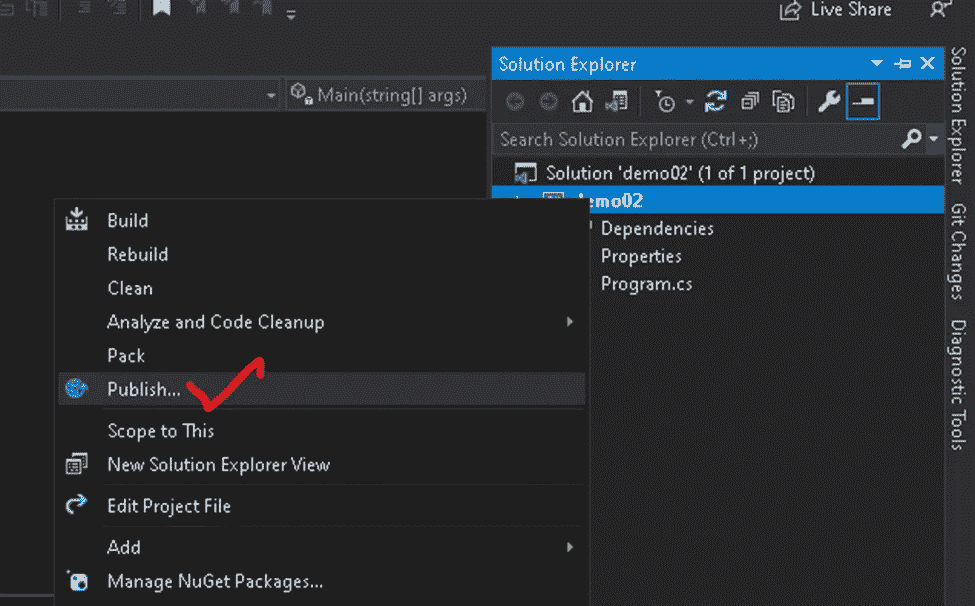 Live Share
Solution Explorer
Main(string[] args)
Search Solution Explorer (Ctrl+;)
Solution 'demo02' (1 of 1 project)
demo02
Dependencies
Properties
Program.cs
Build
Rebuild
Clean
Analyze and Code Cleanup
Pack
Publish...
Scope to This
New Solution Explorer View
Edit Project File
Add
Manage NuGet Packages...
Solution Explorer
Git Changes
Diagnostic Tools